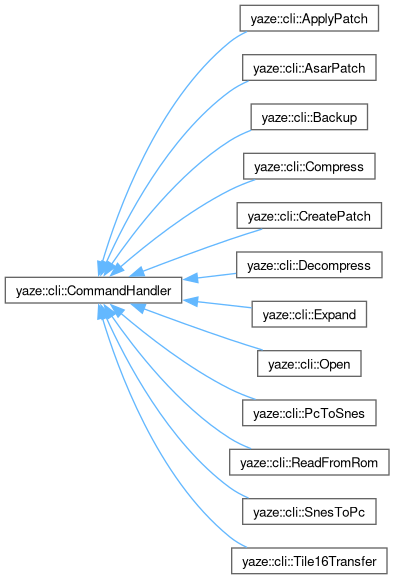 yaze::cli::ApplyPatch
yaze::cli::AsarPatch
yaze::cli::Backup
yaze::cli::Compress
yaze::cli::CreatePatch
yaze::cli::Decompress
yaze::cli::CommandHandler
yaze::cli::Expand
yaze::cli::Open
yaze::cli::PcToSnes
yaze::cli::ReadFromRom
yaze::cli::SnesToPc
yaze::cli::Tile16Transfer